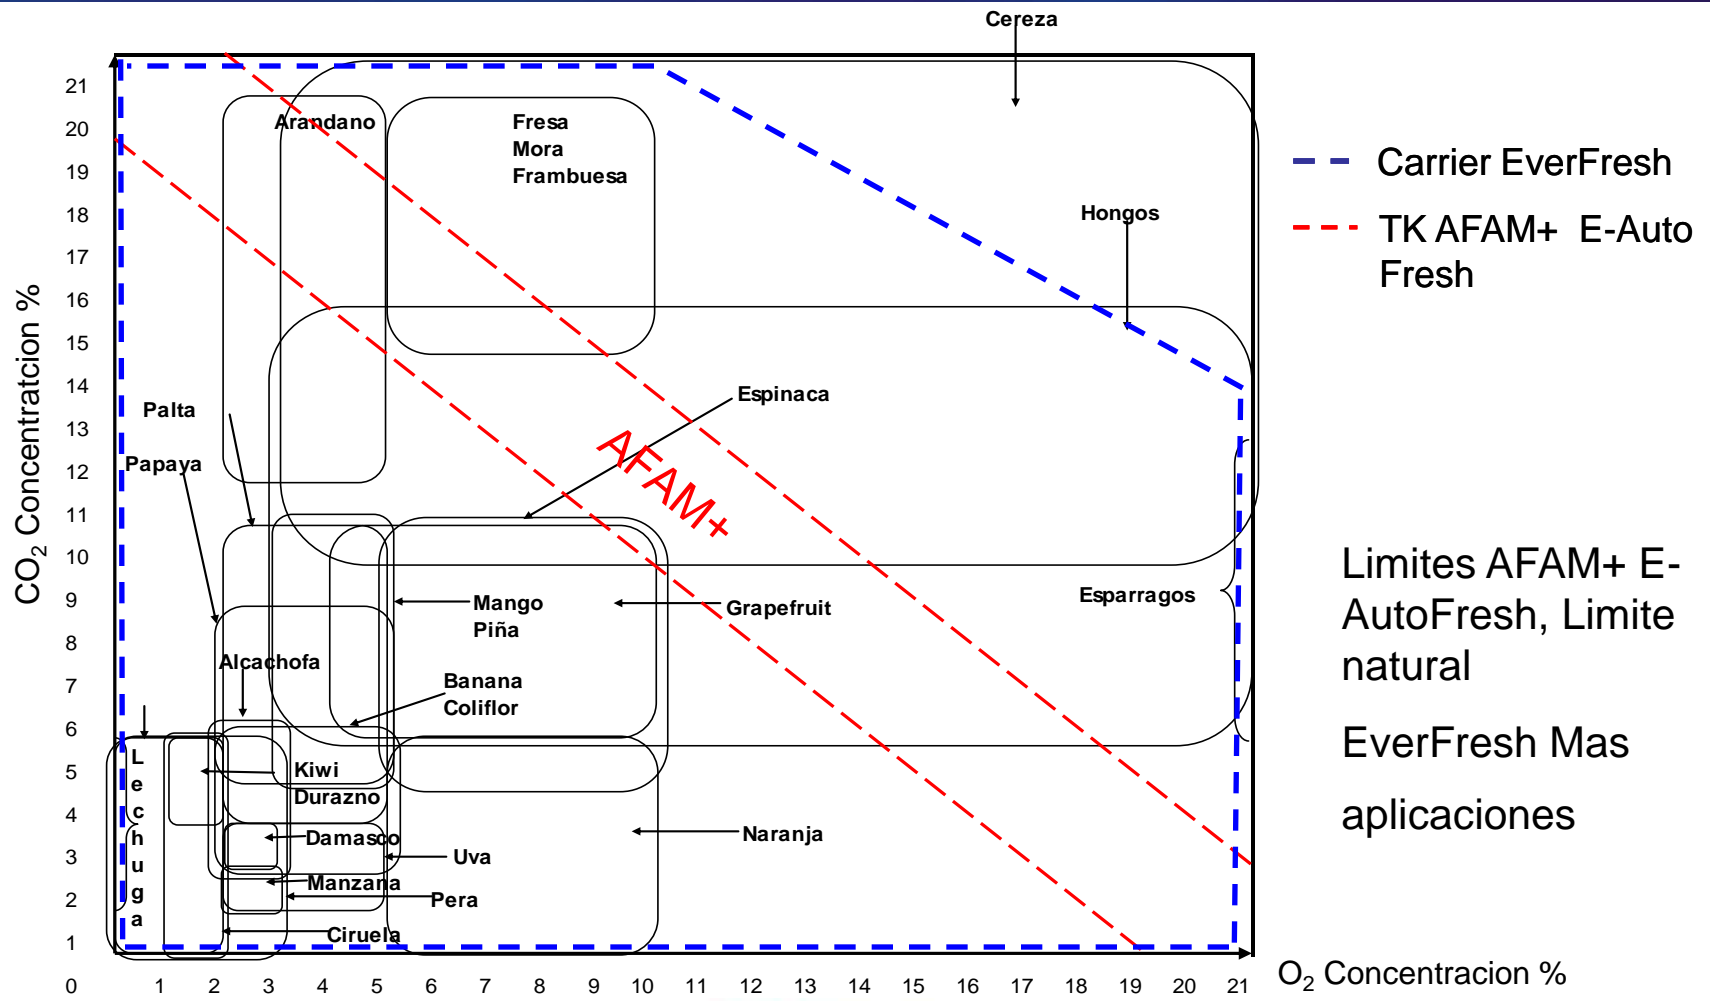 Cereza
21
20
19
18
17
16
15
14
13
12
11
10
9
8
7
6
5
4
3
2
1
CO2 Concentratcion %
Arandano
Fresa
Mora
Frambuesa
Hongos
Espinaca
Palta
Papaya
AFAM+
Mango
Piña
Grapefruit
Esparragos
Alcachofa
Banana
Coliflor
Lechuga
Kiwi
Durazno
Damasco
Uva
Naranja
Manzana
Pera
Ciruela
0 1 2 3 4 5 6 7 8 9 10 11 12 13 14 15 16 17 18 19 20 21
O2 Concentracion %
Carrier EverFresh
TK AFAM+ E-Auto
Fresh
Limites AFAM+ E-
AutoFresh, Limite
natural
EverFresh Mas
aplicaciones